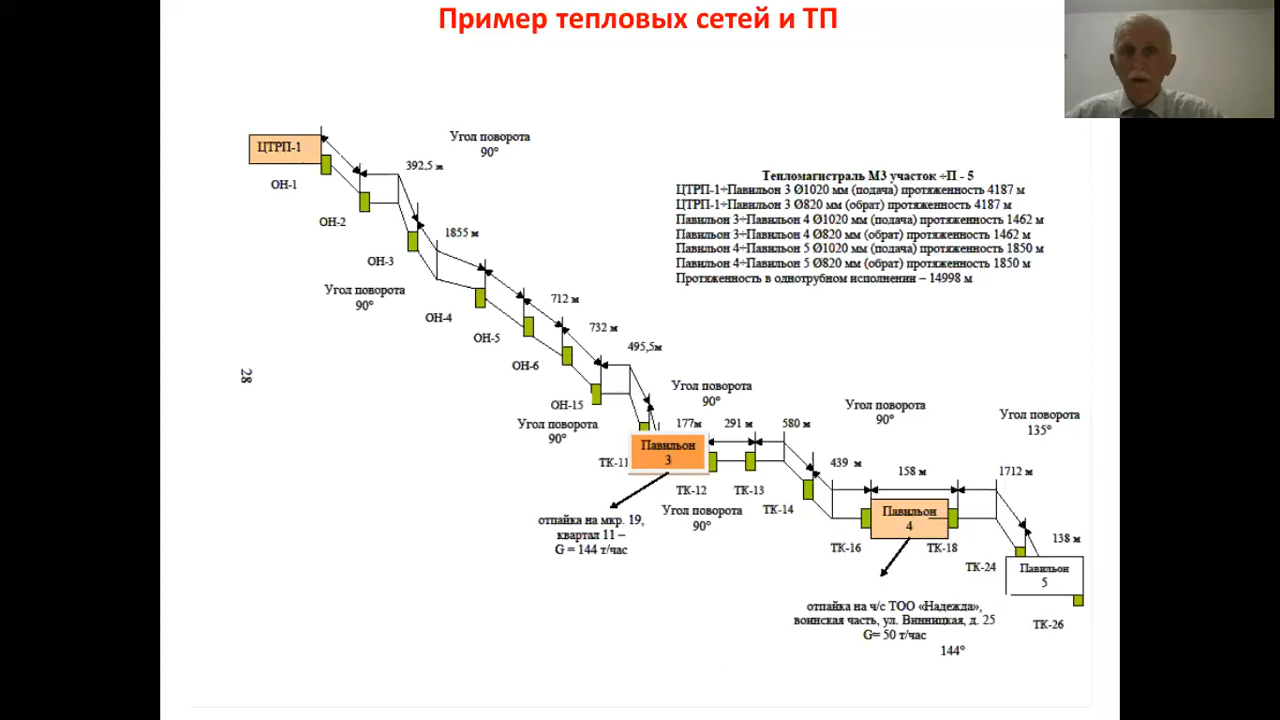 Пример тепловых сетей и ТП
Угол поворота
90°
ЦТРП-1
392,5 м
ОН-1
Тепломагистраль М3 участок ÷П - 5
ЦТРП-1÷Павильон 3 Ø1020 мм (подача) протяженность 4187 м
ЦТРП-1÷Павильон 3 Ø820 мм (обрат) протяженность 4187 м
Павильон 3÷Павильон 4 Ø1020 мм (подача) протяженность 1462 м
Павильон 3÷Павильон 4 Ø820 мм (обрат) протяженность 1462 м
Павильон 4÷Павильон 5 Ø1020 мм (подача) протяженность 1850 м
Павильон 4÷Павильон 5 Ø820 мм (обрат) протяженность 1850 м
Протяженность в однотрубном исполнении – 14998 м
ОН-2
1855 м
ОН-3
Угол поворота
90°
712 м
ОН-4
732 м
ОН-5
495,5м
ОН-6
28
Угол поворота
90°
ОН-15
Угол поворота
90°
Угол поворота
90°
Угол поворота
135°
177м
291 м
580 м
Павильон
3
ТК-11
439 м
158 м
1712 м
ТК-12
ТК-13
ТК-14
Угол поворота
90°
отпайка на мкр. 19,
квартал 11 –
G = 144 т/час
Павильон
4
ТК-16
ТК-18
138 м
ТК-24
Павильон
5
отпайка на ч/с ТОО «Надежда»,
воинская часть, ул. Винницкая, д. 25
G= 50 т/час
144°
ТК-26